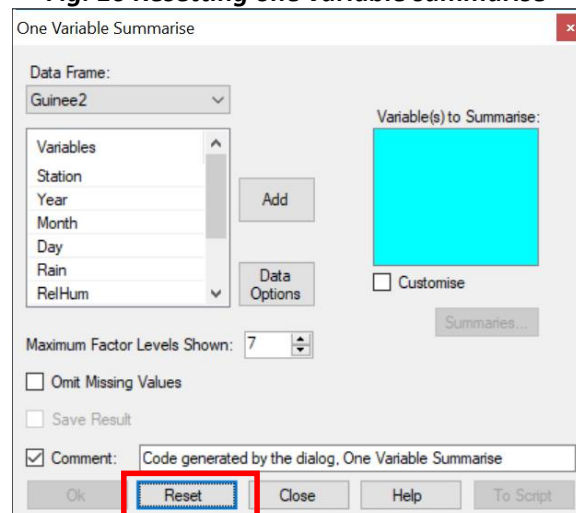 Fig. Resetting one variable summarise
One Variable Summarise
Data Frame:
Guinee2
Variable(s) to Summarise:
Variables
Station
Year
Add
Month
Day
Rain
Data Options
Customise
RelHum
Summaries...
Maximum Factor Levels Shown: 7
Omit Missing Values
Save Result
Comment: Code generated by the dialog, One Variable Summarise
Ok Reset Close Help To Script